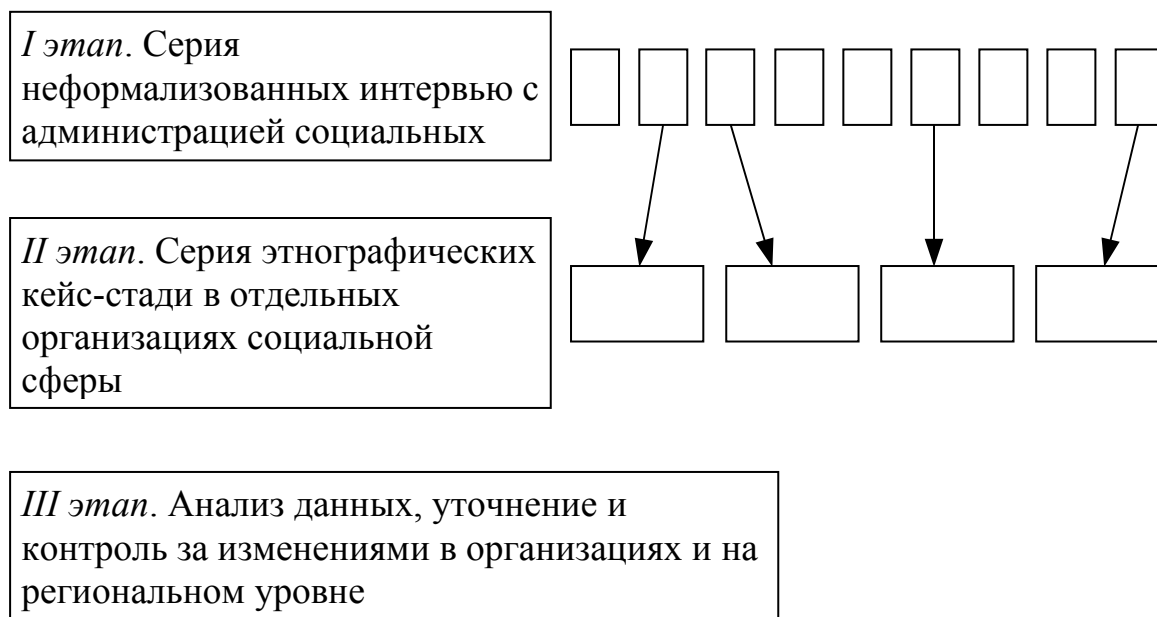 I этап. Серия
неформализованных интервью с
администрацией социальных
II этап. Серия этнографических
кейс-стади в отдельных
организациях социальной
сферы
III этап. Анализ данных, уточнение и
контроль за изменениями в организациях и на
региональном уровне